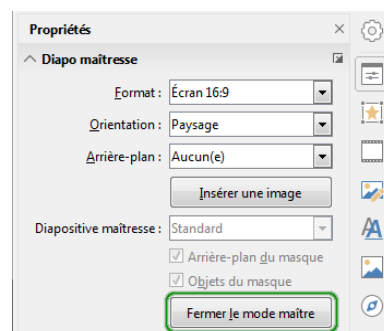 Propriétés
Diapo maîtresse
Format : Écran 16:9
Orientation : Paysage
Arrière-plan : Aucun(e)
Insérer une image
Diapositive maîtresse : Standard
Arrière-plan du masque
Objets du masque
Fermer le mode maître